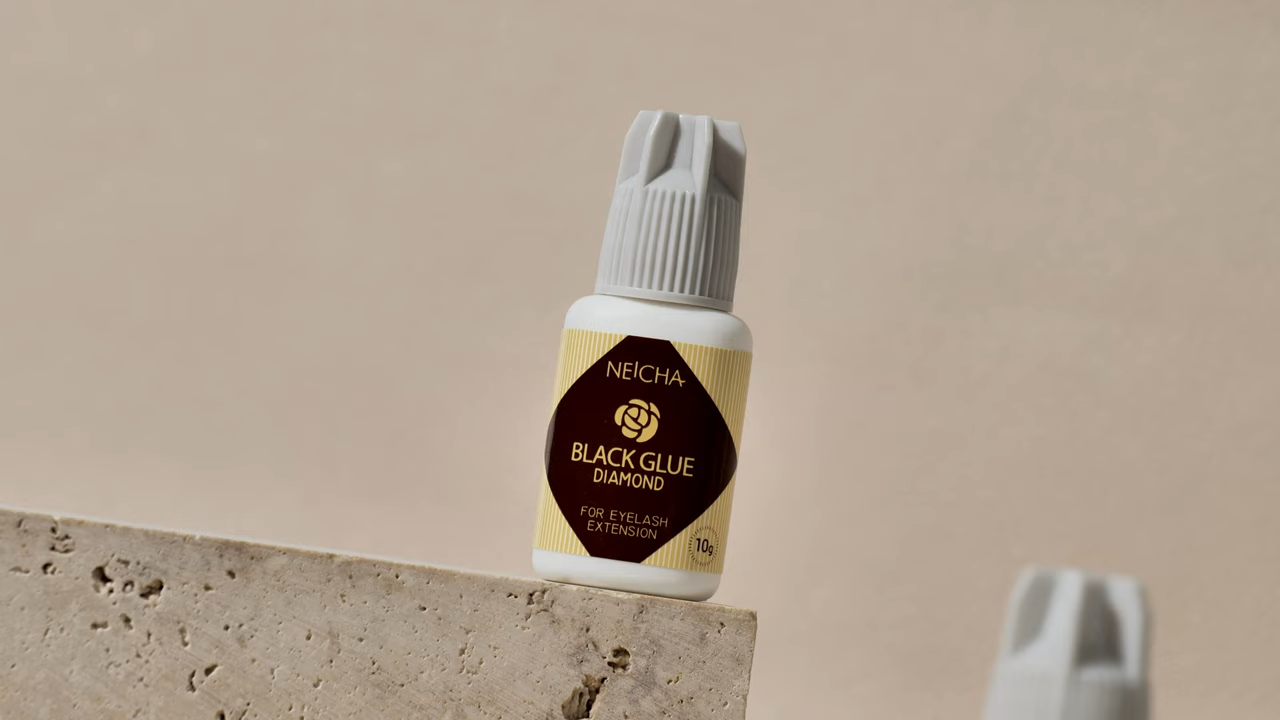 NEICHA
BLACK GLUE
DIAMOND
FOR EYELASH
EXTENSION
10g